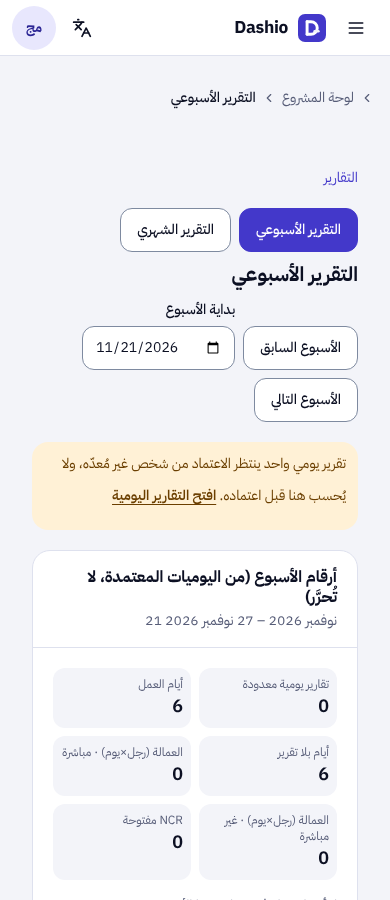 Dashio
مج
لوحة المشروع
التقرير الأسبوعي
التقارير
التقرير الأسبوعي
التقرير الشهري
التقرير الأسبوعي
بداية الأسبوع
الأسبوع السابق
11/21/2026
الأسبوع التالي
تقرير يومي واحد ينتظر الاعتماد من شخص غير مُعدّه، ولا
يُحسب هنا قبل اعتماده. افتح التقارير اليومية
أرقام الأسبوع (من اليوميات المعتمدة، لا
تُحرَّر)
21 نوفمبر 2026 – 27 نوفمبر 2026
تقارير يومية معدودة
0
أيام العمل
6
أيام بلا تقرير
6
العمالة (رجل×يوم) · مباشرة
0
العمالة (رجل×يوم) · غير
مباشرة
0
NCR مفتوحة
0